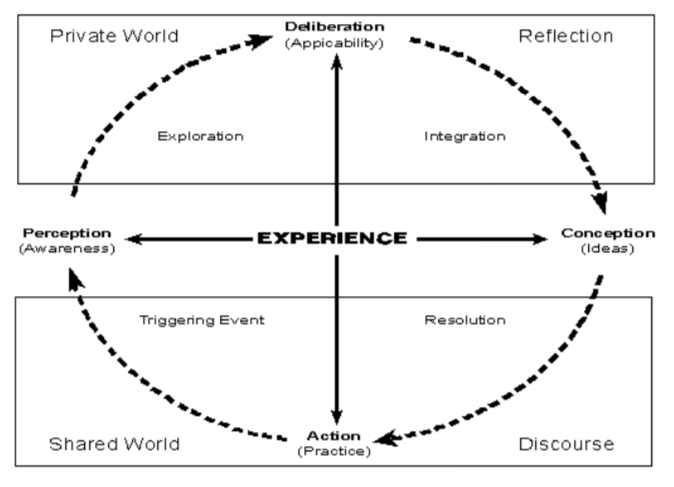 Deliberation
(Appicability)
Private World
Reflection
Exploration
Integration
Perception
(Awareness)
EXPERIENCE
Conception
(Ideas)
Triggering Event
Resolution
Shared World
Action
(Practice)
Discourse